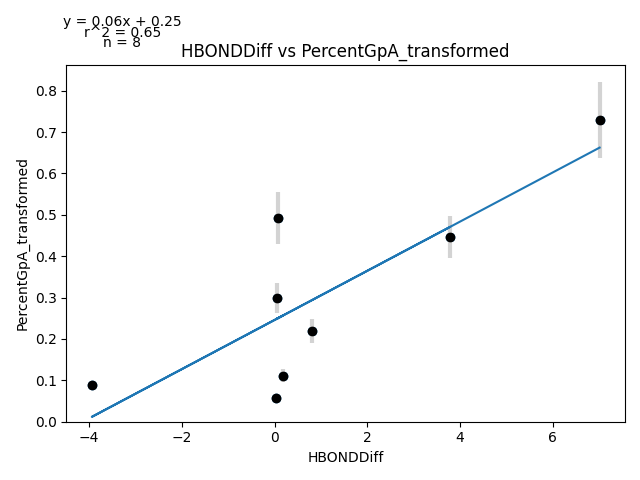 y = 0.06x + 0.25
r^2 = 0.65
n = 8
HBONDDiff vs PercentGpA_transformed
PercentGpA_transformed
0.8
0.7
0.6
0.5
0.4
0.3
0.2
0.1
0.0
−4
−2
0
2
4
6
HBONDDiff